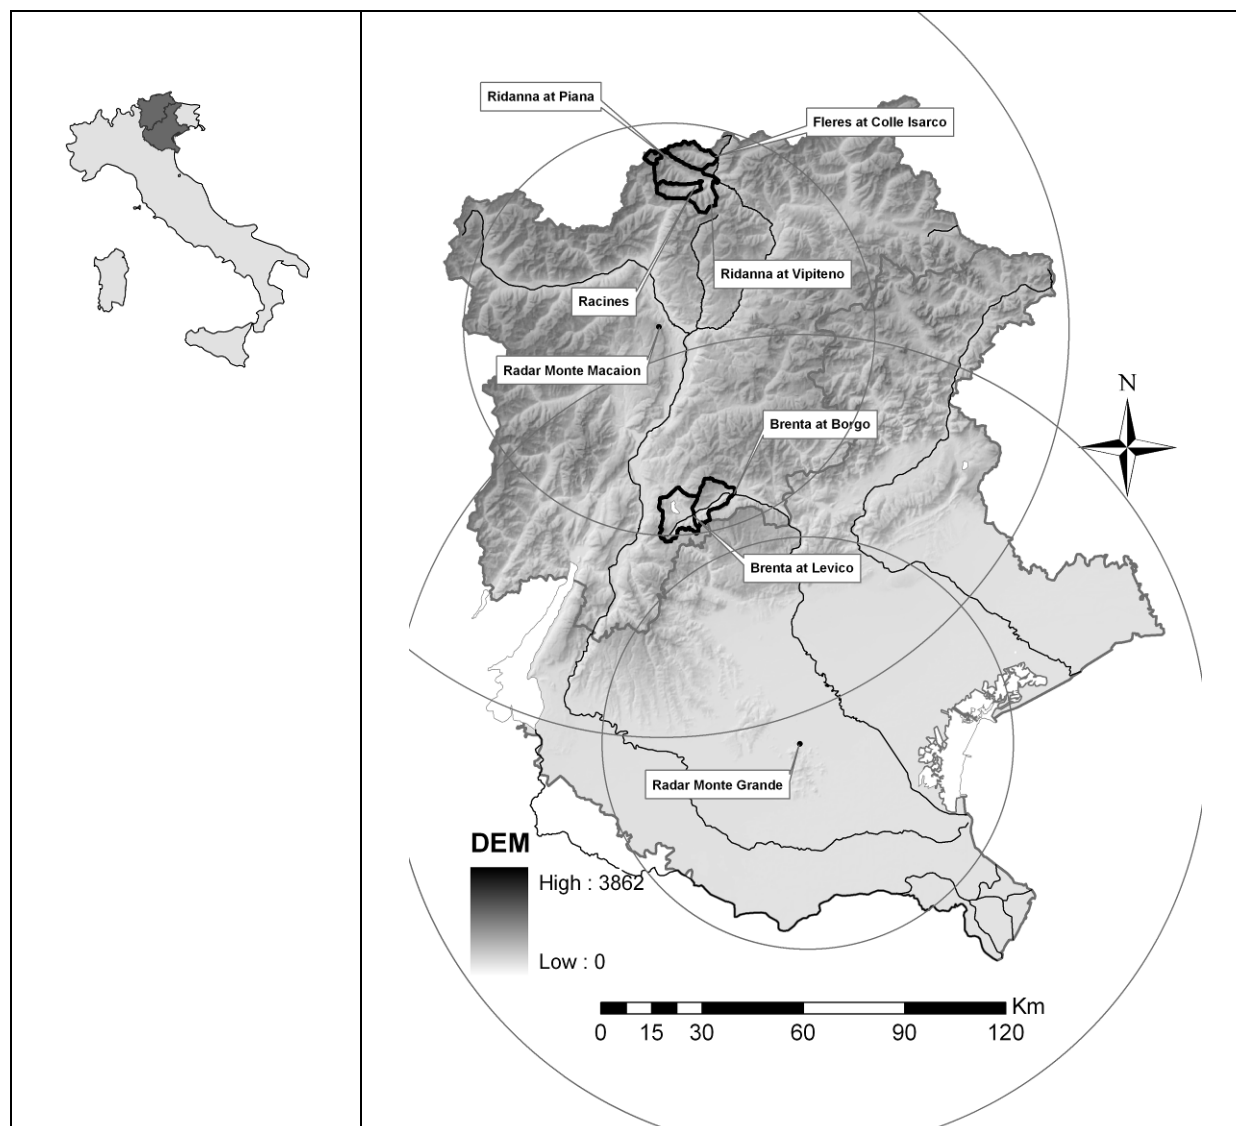 Ridanna at Piana
Fleres at Colle Isarco
Ridanna at Vipiteno
Racines
Radar Monte Macaion
N
Brenta at Borgo
Brenta at Levico
Radar Monte Grande
DEM
High : 3862
Low : 0
Km
0 15 30 60 90 120